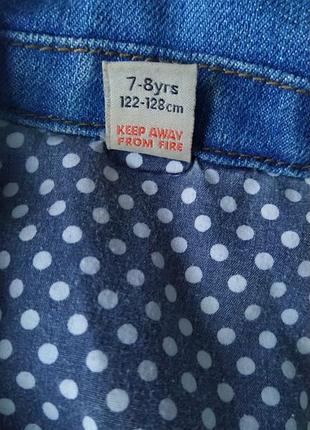 7-8yrs
122-128cm
KEEP AWAY
FROM FIRE